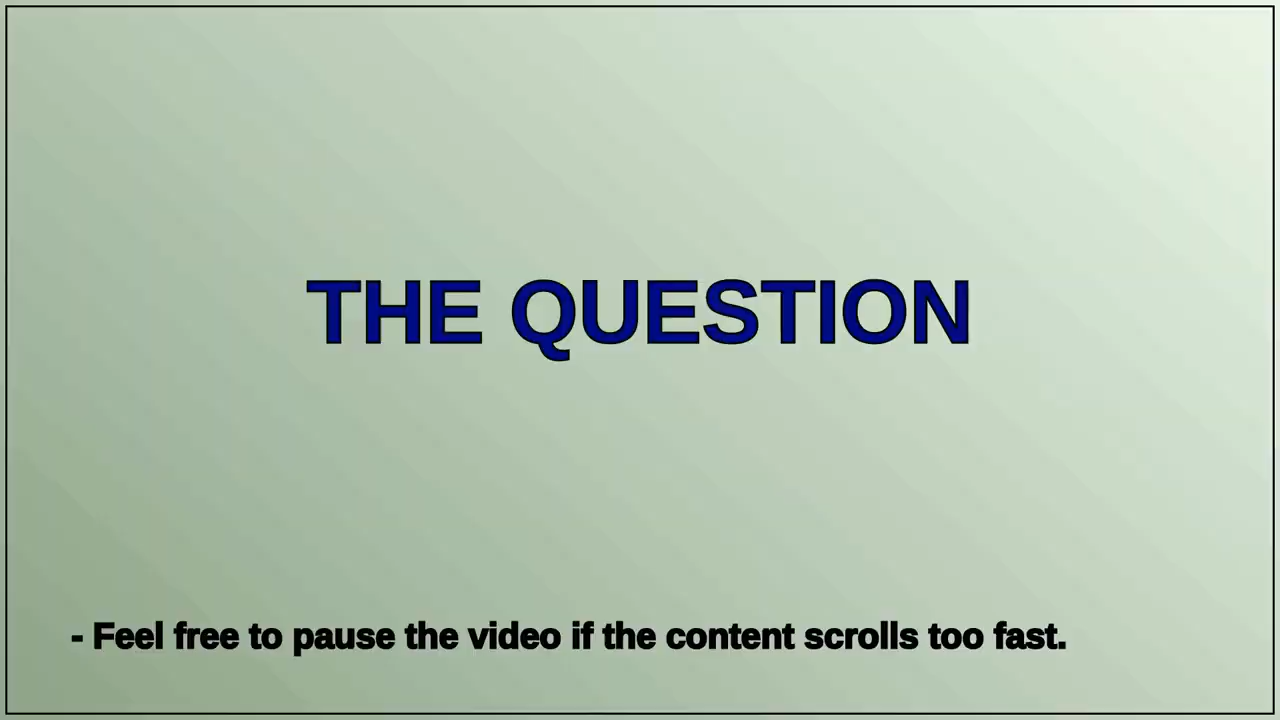 THE QUESTION
- Feel free to pause the video if the content scrolls too fast.